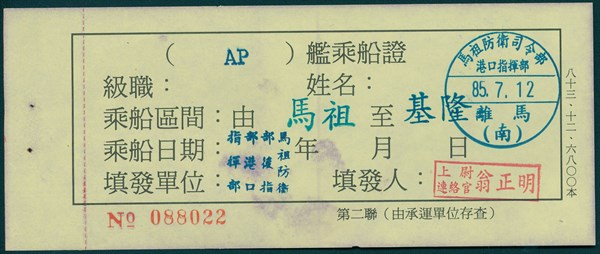 ( AP ) 艦乘船證
級職： 姓名：
乘船區間：由 馬祖 至 基隆
乘船日期： 年 月 日
填發單位： 填發人：
馬祖防衛
部後指
部港口
指揮部
上尉
連絡官 翁正明
馬祖防衛司令部
港口指揮部
85.7.12
離馬
(南)
№ 088022
第二聯（由承運單位存查）
八十三．十二．六八〇〇本